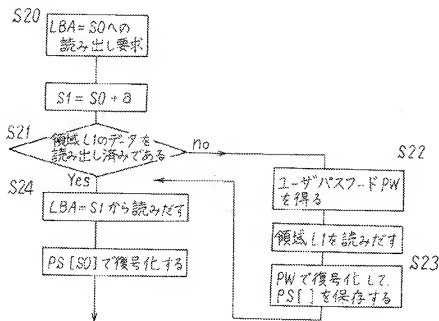 S20
LBA=S0への
読み出し要求
S1=S0+a
S21
領域L1のデータを
読み出し済みである
no
Yes
S22
ユーザパスワードPW
を得る
領域L1を読みだす
S23
PWで復号化して、
PS[ ]を保存する
S24
LBA=S1から読みだす
PS[S0]で復号化する